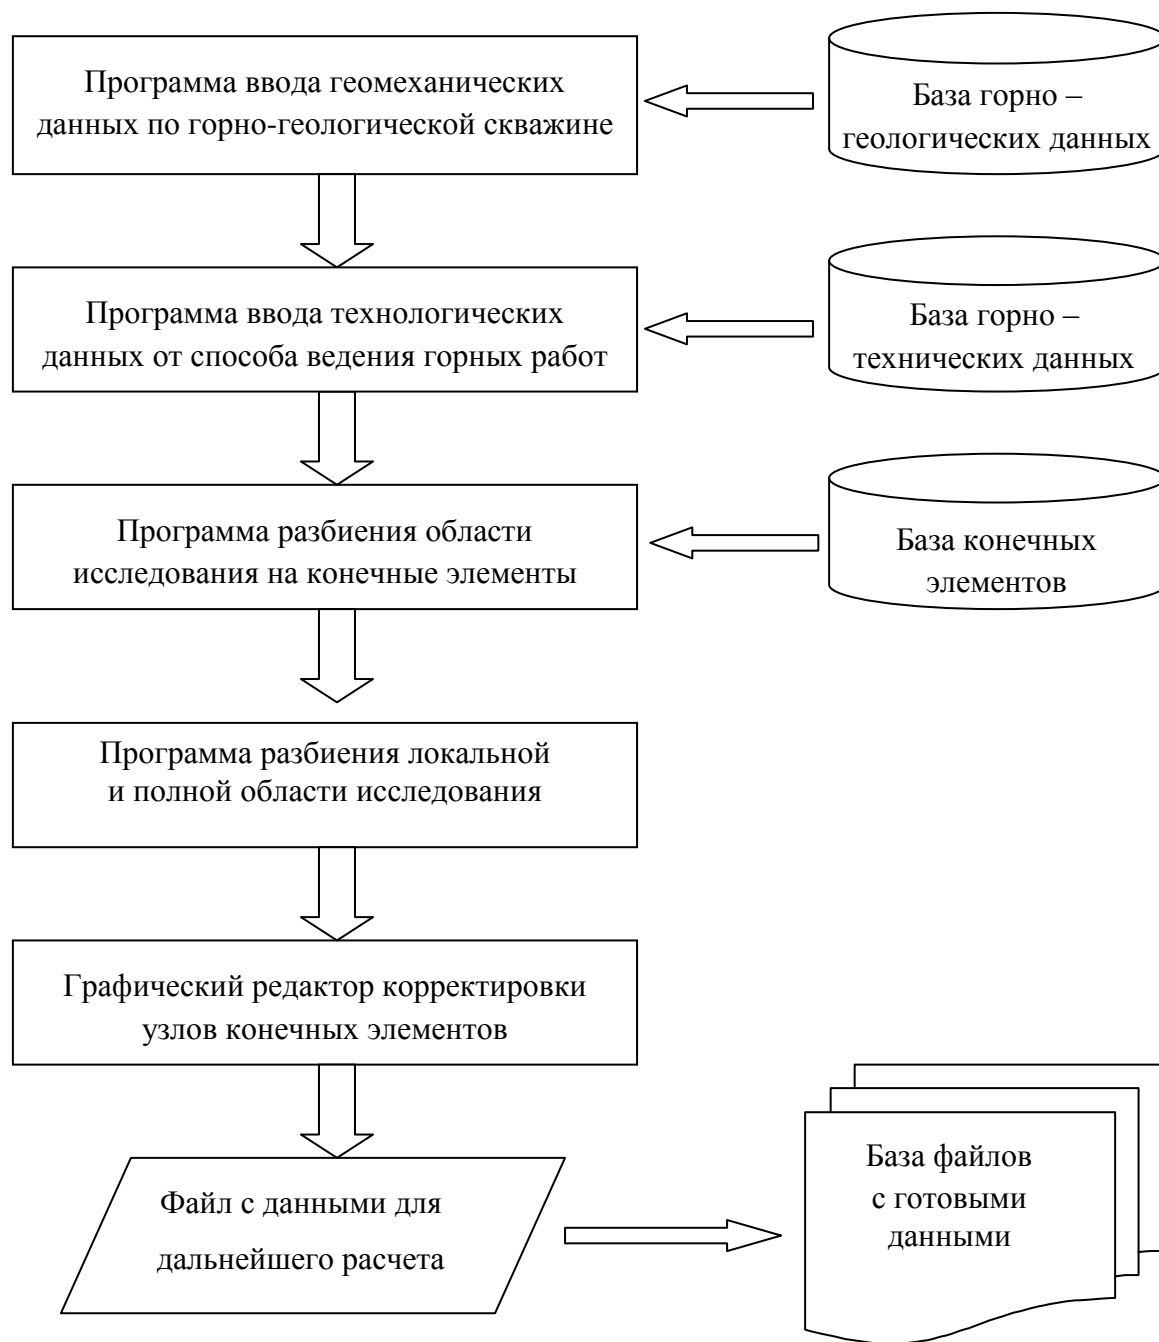 Программа ввода геомеханических
данных по горно-геологической скважине
База горно –
геологических данных
Программа ввода технологических
данных от способа ведения горных работ
База горно –
технических данных
Программа разбиения области
исследования на конечные элементы
База конечных
элементов
Программа разбиения локальной
и полной области исследования
Графический редактор корректировки
узлов конечных элементов
Файл с данными для
дальнейшего расчета
База файлов
с готовыми
данными